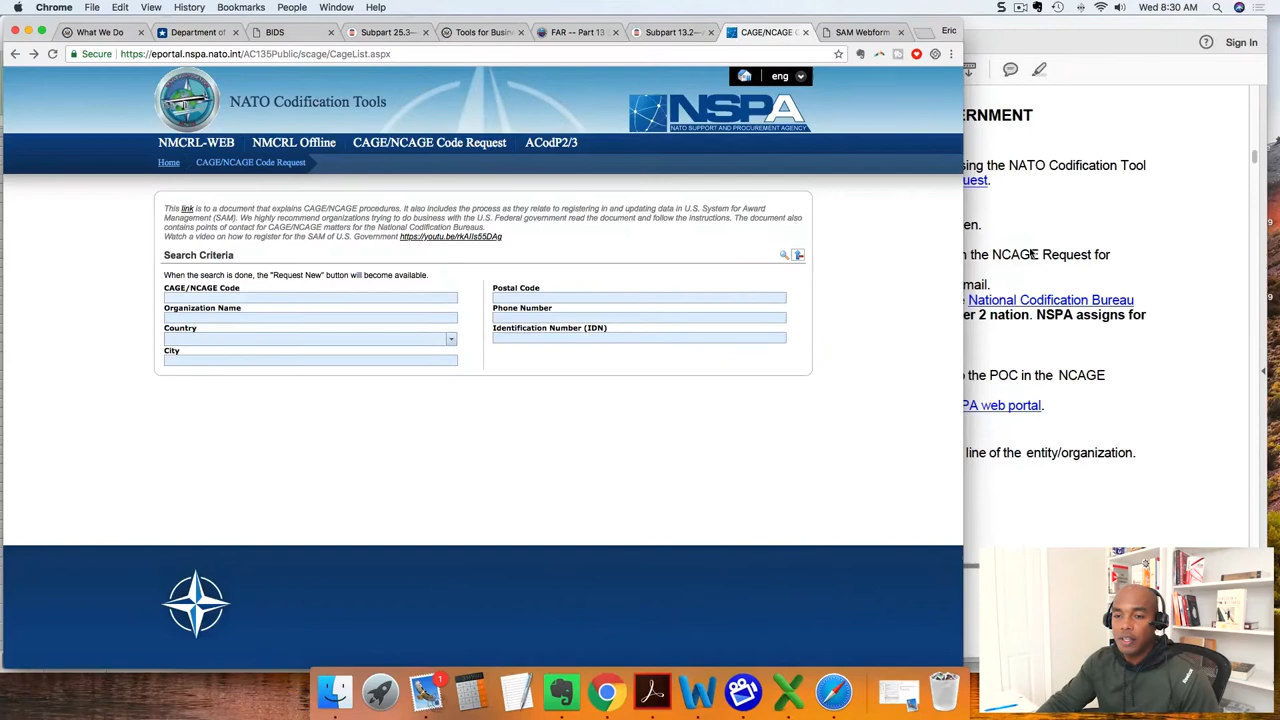 Chrome File Edit View History Bookmarks People Window Help
Wed 8:30 AM
What We Do
Department of
BIDS
Subpart 25.3—
Tools for Busine
FAR -- Part 13
Subpart 13.2—
CAGE/NCAGE C
SAM Webform
Eric
Sign In
Secure https://eportal.nspa.nato.int/AC135Public/scage/CageList.aspx
eng
NATO Codification Tools
NSPA
NATO SUPPORT AND PROCUREMENT AGENCY
NMCRL-WEB NMCRL Offline CAGE/NCAGE Code Request ACodP2/3
Home CAGE/NCAGE Code Request
This link is to a document that explains CAGE/NCAGE procedures. It also includes the process as they relate to registering in and updating data in U.S. System for Award
Management (SAM). We highly recommend organizations trying to do business with the U.S. Federal government read the document and follow the instructions. The document also
contains points of contact for CAGE/NCAGE matters for the National Codification Bureaus.
Watch a video on how to register for the SAM of U.S. Government https://youtu.be/rkAIls55DAg
Search Criteria
When the search is done, the "Request New" button will become available.
CAGE/NCAGE Code
Organization Name
Country
City
Postal Code
Phone Number
Identification Number (IDN)
ERNMENT
sing the NATO Codification Tool
uest.
en.
n the NCAGE Request for
mail.
National Codification Bureau
er 2 nation. NSPA assigns for
o the POC in the NCAGE
PA web portal.
line of the entity/organization.
1